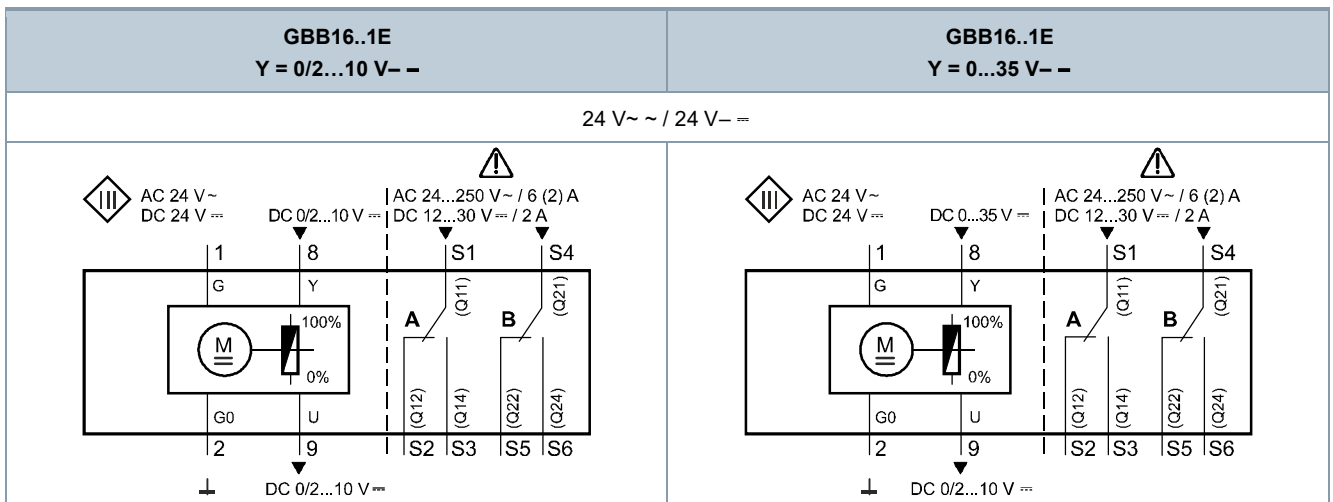 GBB16..1E
Y = 0/2…10 V⎓ ⎓
GBB16..1E
Y = 0...35 V⎓ ⎓
24 V~ ~ / 24 V⎓ ⎓
III
AC 24 V ~
DC 24 V ⎓
DC 0/2...10 V ⎓
AC 24...250 V ~ / 6 (2) A
DC 12...30 V ⎓ / 2 A
1
8
S1
S4
G
Y
(Q11)
(Q21)
M
100%
0%
A
B
(Q12)
(Q14)
(Q22)
(Q24)
G0
U
2
9
S2
S3
S5
S6
DC 0/2...10 V ⎓
III
AC 24 V ~
DC 24 V ⎓
DC 0...35 V ⎓
AC 24...250 V ~ / 6 (2) A
DC 12...30 V ⎓ / 2 A
1
8
S1
S4
G
Y
(Q11)
(Q21)
M
100%
0%
A
B
(Q12)
(Q14)
(Q22)
(Q24)
G0
U
2
9
S2
S3
S5
S6
DC 0/2...10 V ⎓